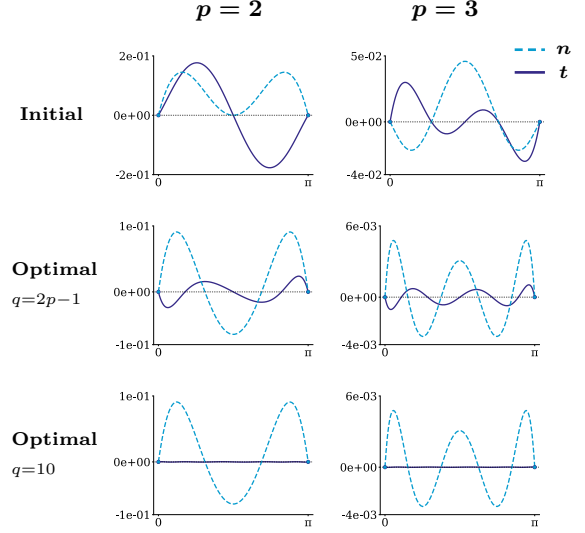 p = 2
p = 3
n
t
Initial
2e-01
0e+00
-2e-01
0
π
5e-02
0e+00
-4e-02
0
π
Optimal
q=2p−1
1e-01
0e+00
-1e-01
0
π
6e-03
0e+00
-4e-03
0
π
Optimal
q=10
1e-01
0e+00
-1e-01
0
π
6e-03
0e+00
-4e-03
0
π